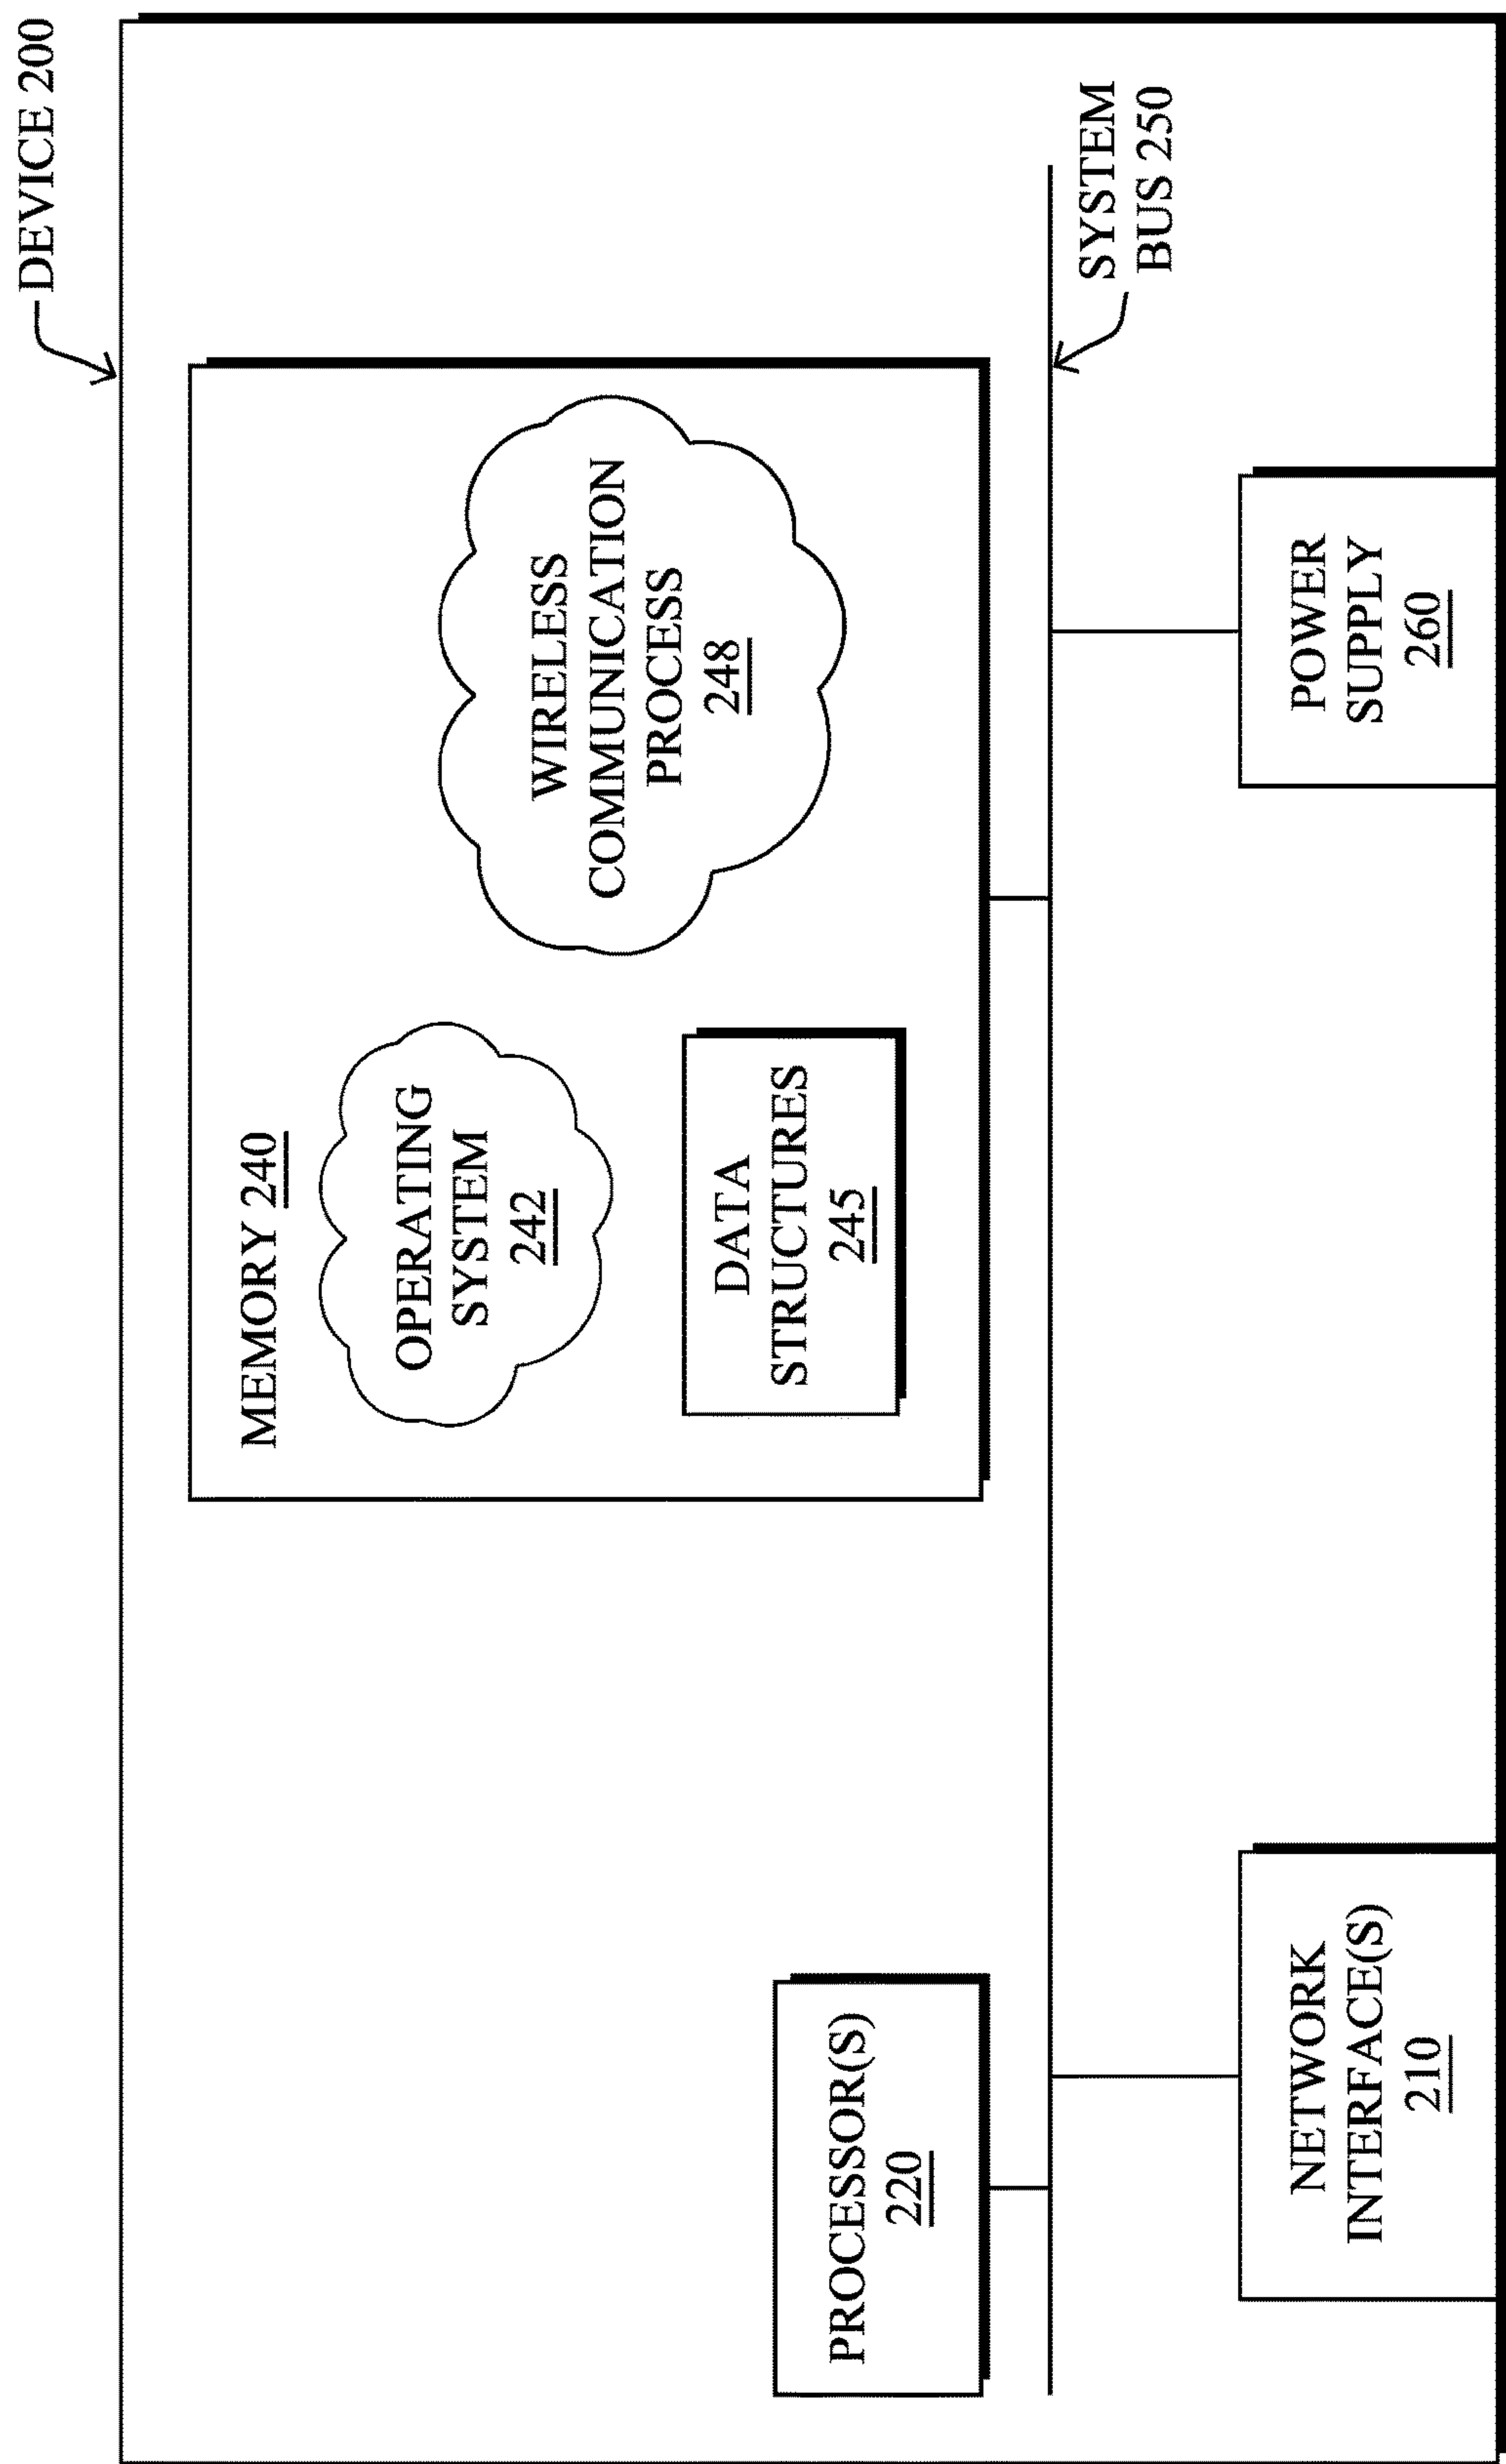 DEVICE 200
MEMORY 240
OPERATING
SYSTEM
242
DATA
STRUCTURES
245
WIRELESS
COMMUNICATION
PROCESS
248
PROCESSOR(S)
220
SYSTEM
BUS 250
NETWORK
INTERFACE(S)
210
POWER
SUPPLY
260